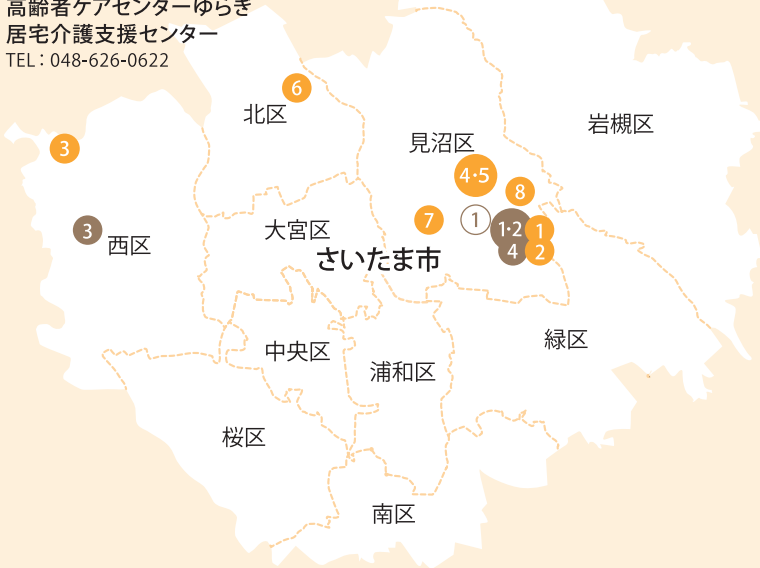 高齢者ケアセンターゆらぎ
居宅介護支援センター
TEL：048-626-0622
6
北区
岩槻区
見沼区
3
4・5
8
7
1
1・2
1
3
西区
大宮区
4
2
さいたま市
中央区
緑区
浦和区
桜区
南区